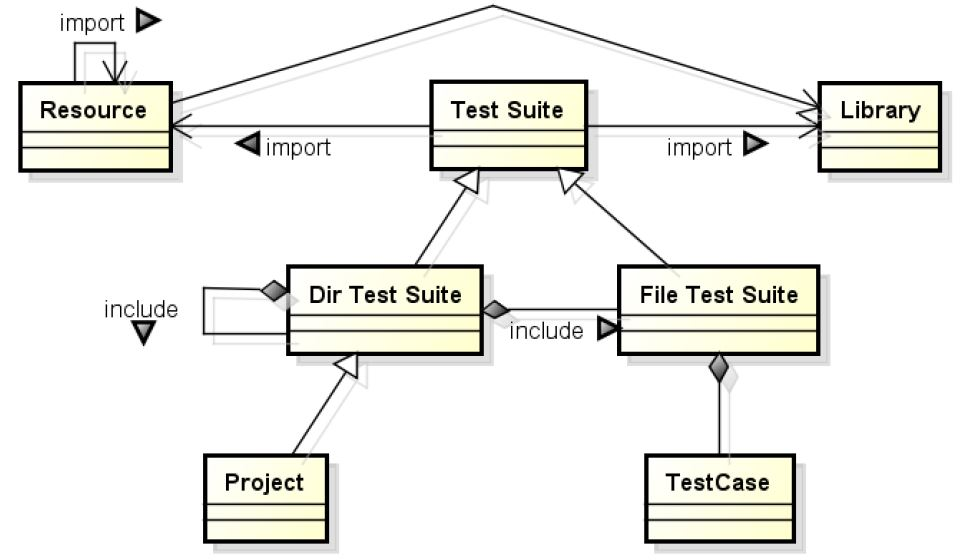 import
Resource
Test Suite
Library
import
import
Dir Test Suite
File Test Suite
include
include
Project
TestCase